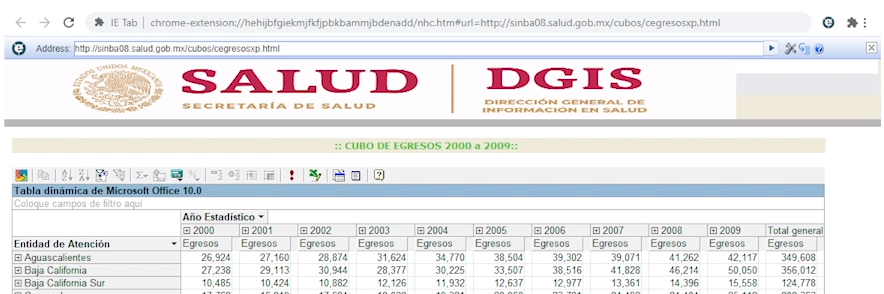 IE Tab | chrome-extension://hehijbfgiekmjfkfjpbkbammjbdenadd/nhc.htm#url=http://sinba08.salud.gob.mx/cubos/cegresosxp.html
Address: http://sinba08.salud.gob.mx/cubos/cegresosxp.html
SALUD
SECRETARÍA DE SALUD
DGIS
DIRECCIÓN GENERAL DE
INFORMACIÓN EN SALUD
:: CUBO DE EGRESOS 2000 a 2009::
Tabla dinámica de Microsoft Office 10.0
Coloque campos de filtro aquí
Año Estadístico
2000 2001 2002 2003 2004 2005 2006 2007 2008 2009 Total general
Entidad de Atención Egresos Egresos Egresos Egresos Egresos Egresos Egresos Egresos Egresos Egresos Egresos
Aguascalientes 26,924 27,160 28,874 31,624 34,770 38,504 39,302 39,071 41,262 42,117 349,608
Baja California 27,238 29,113 30,944 28,377 30,225 33,507 38,516 41,828 46,214 50,050 356,012
Baja California Sur 10,485 10,424 10,882 12,126 11,932 12,637 12,977 13,361 14,396 15,558 124,778